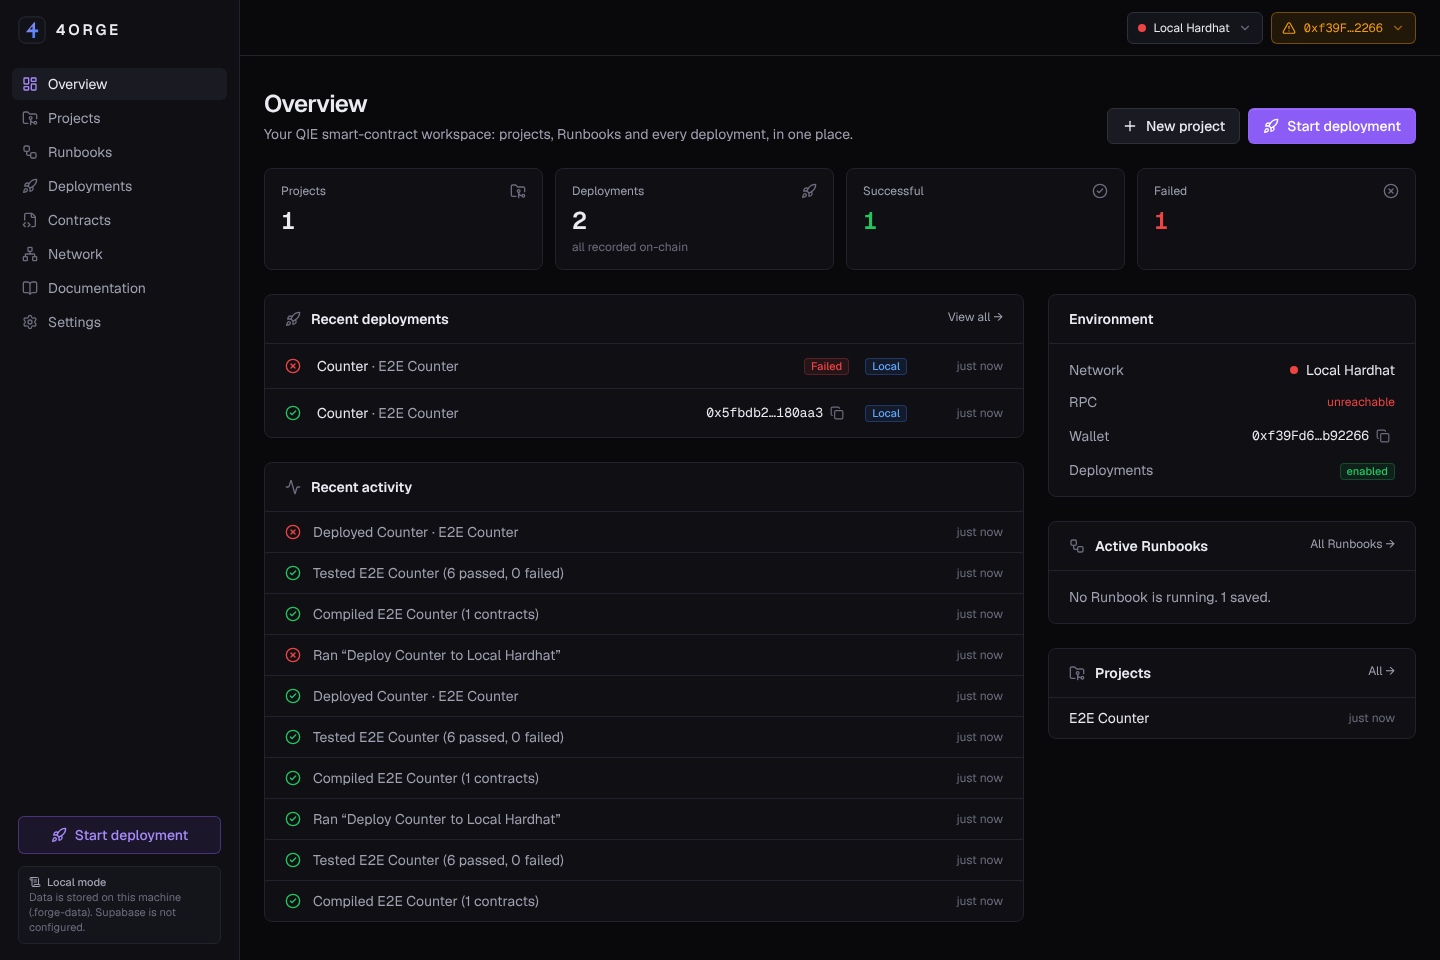 4ORGE
Local Hardhat
0xf39F…2266
Overview
Projects
Runbooks
Deployments
Contracts
Network
Documentation
Settings
Start deployment
Local mode
Data is stored on this machine
(.forge-data). Supabase is not
configured.
Overview
Your QIE smart-contract workspace: projects, Runbooks and every deployment, in one place.
New project
Start deployment
Projects
1
Deployments
2
all recorded on-chain
Successful
1
Failed
1
Recent deployments
View all →
Counter · E2E Counter Failed Local just now
Counter · E2E Counter 0x5fbdb2…180aa3 Local just now
Recent activity
Deployed Counter · E2E Counter just now
Tested E2E Counter (6 passed, 0 failed) just now
Compiled E2E Counter (1 contracts) just now
Ran “Deploy Counter to Local Hardhat” just now
Deployed Counter · E2E Counter just now
Tested E2E Counter (6 passed, 0 failed) just now
Compiled E2E Counter (1 contracts) just now
Ran “Deploy Counter to Local Hardhat” just now
Tested E2E Counter (6 passed, 0 failed) just now
Compiled E2E Counter (1 contracts) just now
Environment
Network Local Hardhat
RPC unreachable
Wallet 0xf39Fd6…b92266
Deployments enabled
Active Runbooks
All Runbooks →
No Runbook is running. 1 saved.
Projects
All →
E2E Counter just now